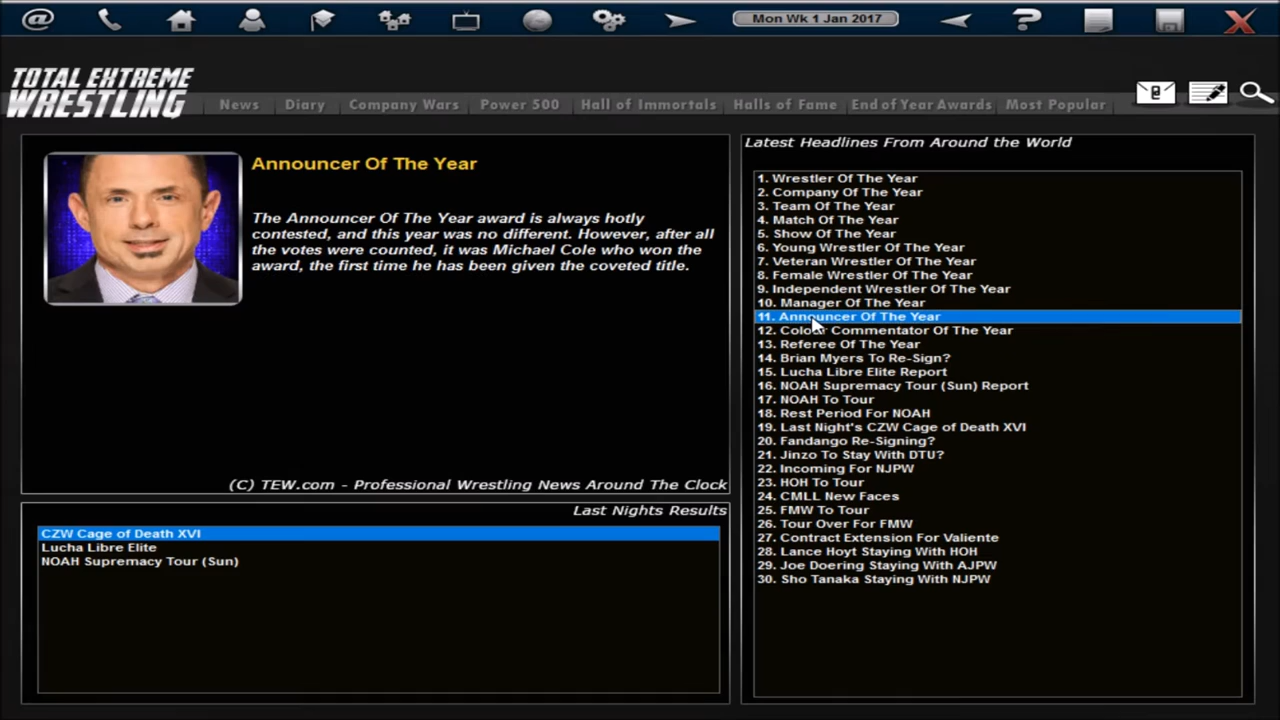 Mon Wk 1 Jan 2017
TOTAL EXTREME
WRESTLING
News Diary Company Wars Power 500 Hall of Immortals Halls of Fame End of Year Awards Most Popular
Announcer Of The Year
The Announcer Of The Year award is always hotly
contested, and this year was no different. However, after all
the votes were counted, it was Michael Cole who won the
award, the first time he has been given the coveted title.
(C) TEW.com - Professional Wrestling News Around The Clock
Last Nights Results
CZW Cage of Death XVI
Lucha Libre Elite
NOAH Supremacy Tour (Sun)
Latest Headlines From Around the World
1. Wrestler Of The Year
2. Company Of The Year
3. Team Of The Year
4. Match Of The Year
5. Show Of The Year
6. Young Wrestler Of The Year
7. Veteran Wrestler Of The Year
8. Female Wrestler Of The Year
9. Independent Wrestler Of The Year
10. Manager Of The Year
11. Announcer Of The Year
12. Colour Commentator Of The Year
13. Referee Of The Year
14. Brian Myers To Re-Sign?
15. Lucha Libre Elite Report
16. NOAH Supremacy Tour (Sun) Report
17. NOAH To Tour
18. Rest Period For NOAH
19. Last Night's CZW Cage of Death XVI
20. Fandango Re-Signing?
21. Jinzo To Stay With DTU?
22. Incoming For NJPW
23. HOH To Tour
24. CMLL New Faces
25. FMW To Tour
26. Tour Over For FMW
27. Contract Extension For Valiente
28. Lance Hoyt Staying With HOH
29. Joe Doering Staying With AJPW
30. Sho Tanaka Staying With NJPW